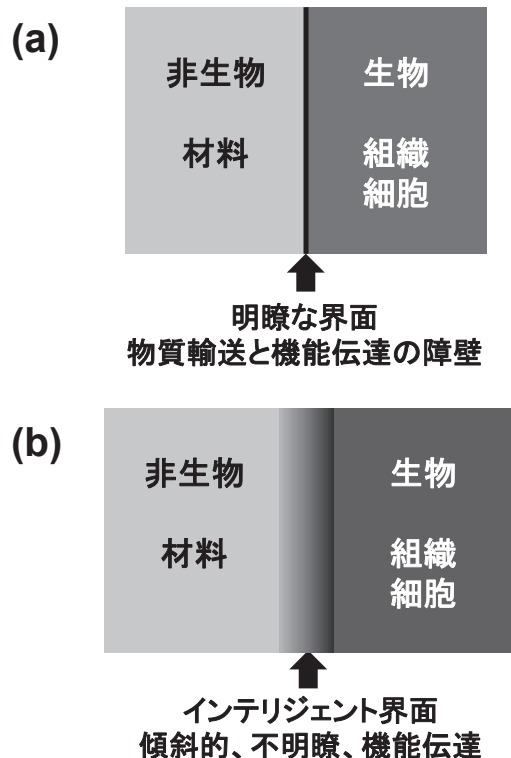 (a)
非生物
生物
材料
組織
細胞
明瞭な界面
物質輸送と機能伝達の障壁
(b)
非生物
生物
材料
組織
細胞
インテリジェント界面
傾斜的、不明瞭、機能伝達